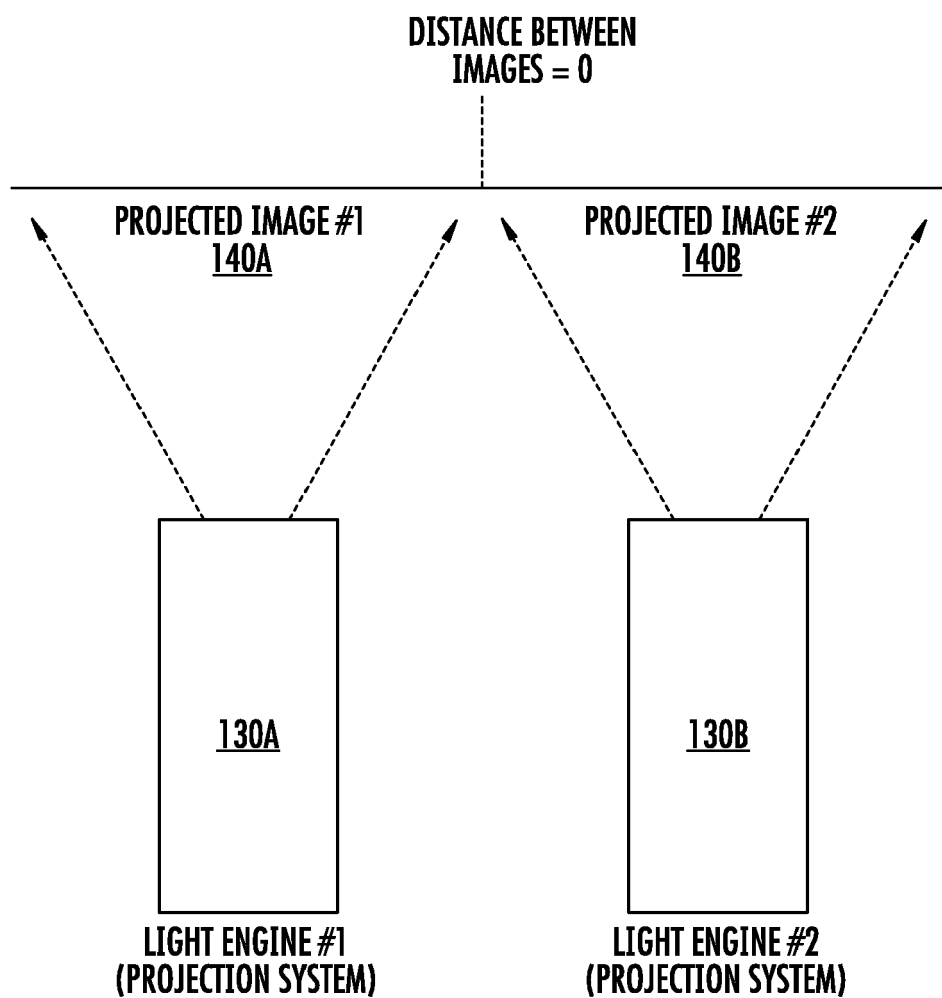 DISTANCE BETWEEN
IMAGES = 0
PROJECTED IMAGE #1
140A
PROJECTED IMAGE #2
140B
130A
130B
LIGHT ENGINE #1
(PROJECTION SYSTEM)
LIGHT ENGINE #2
(PROJECTION SYSTEM)